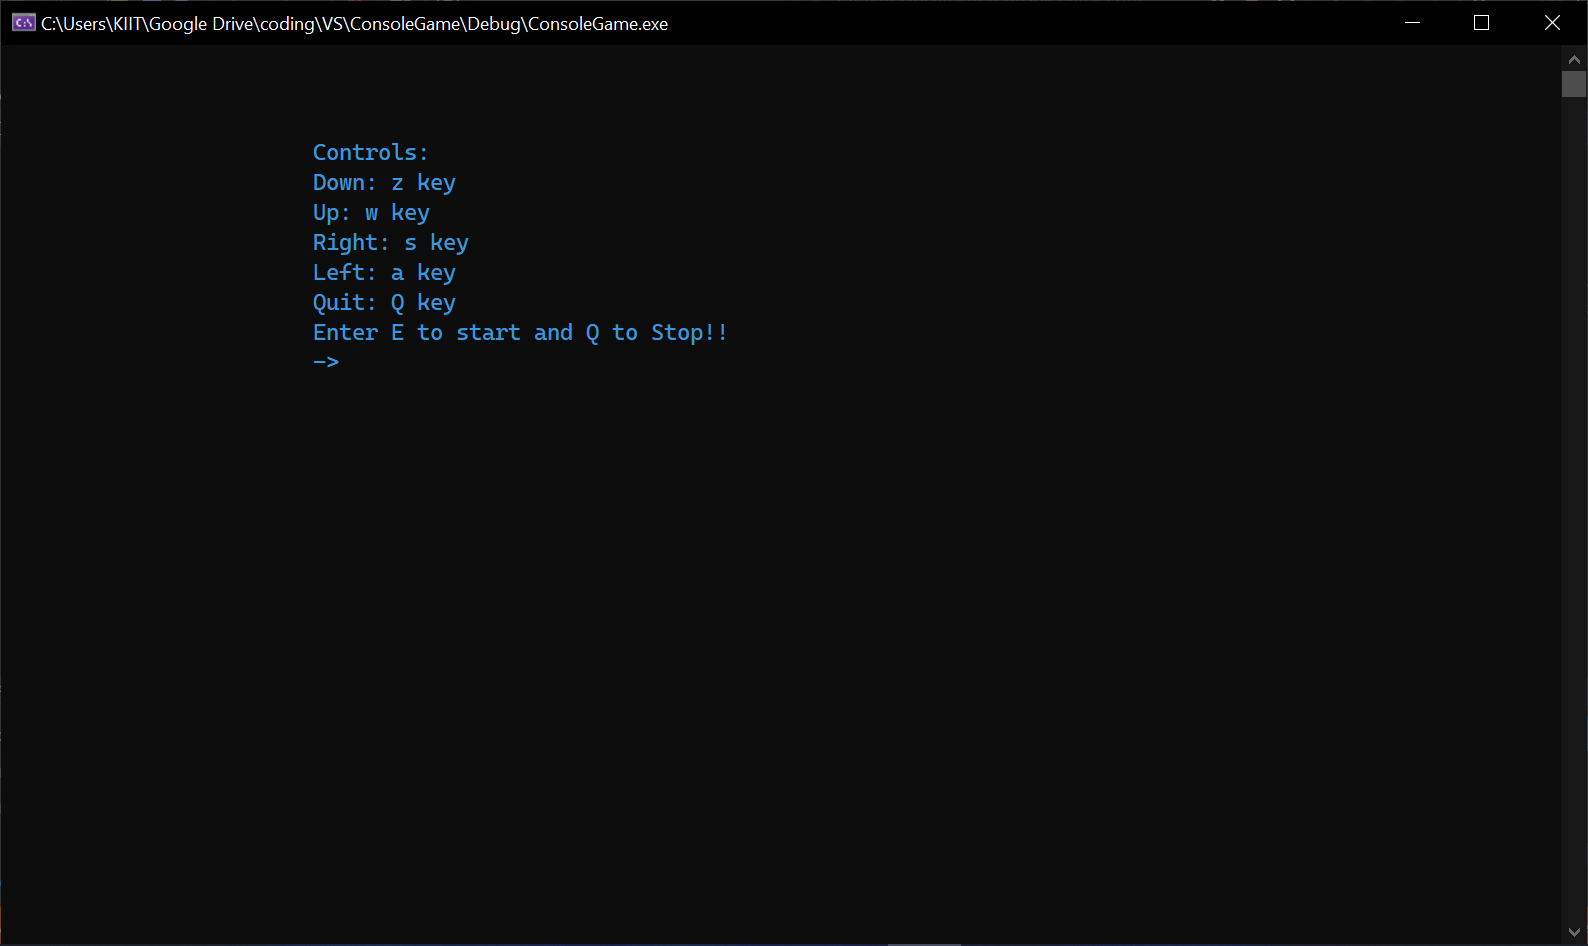 C:\Users\KIIT\Google Drive\coding\VS\ConsoleGame\Debug\ConsoleGame.exe
Controls:
Down: z key
Up: w key
Right: s key
Left: a key
Quit: Q key
Enter E to start and Q to Stop!!
->